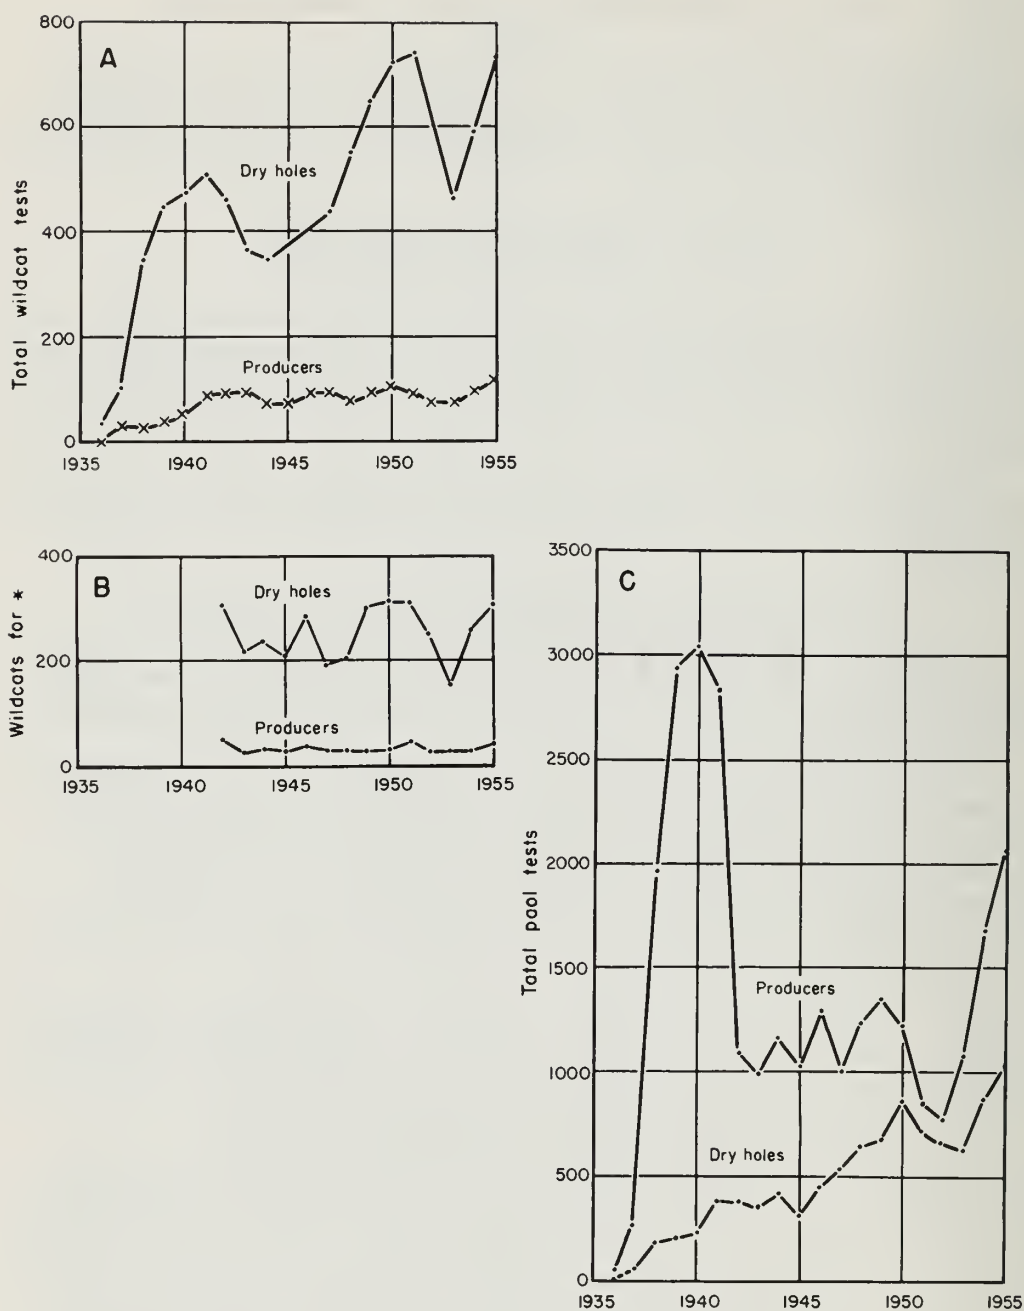 800
A
600
Dry holes
400
Total wildcat tests
200
Producers
0
1935 1940 1945 1950 1955
400
B
Dry holes
200
Wildcats for *
Producers
0
1935 1940 1945 1950 1955
3500
C
3000
2500
2000
Tatal paol tests
1500
Producers
1000
Dry holes
500
0
1935 1940 1945 1950 1955